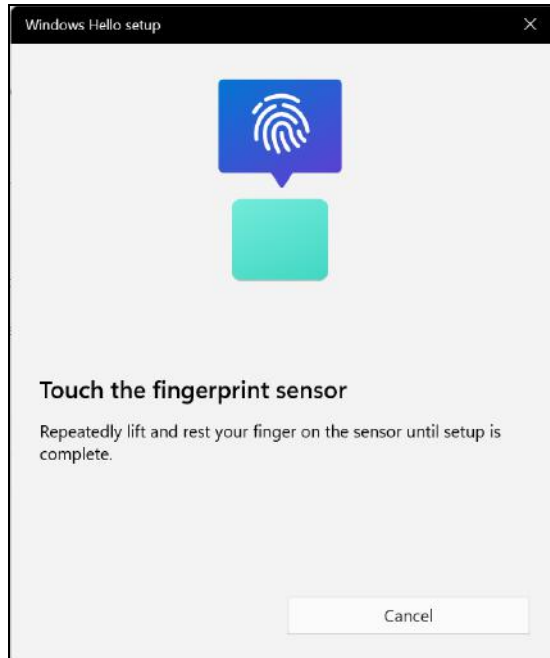 Windows Hello setup
Touch the fingerprint sensor
Repeatedly lift and rest your finger on the sensor until setup is
complete.
Cancel